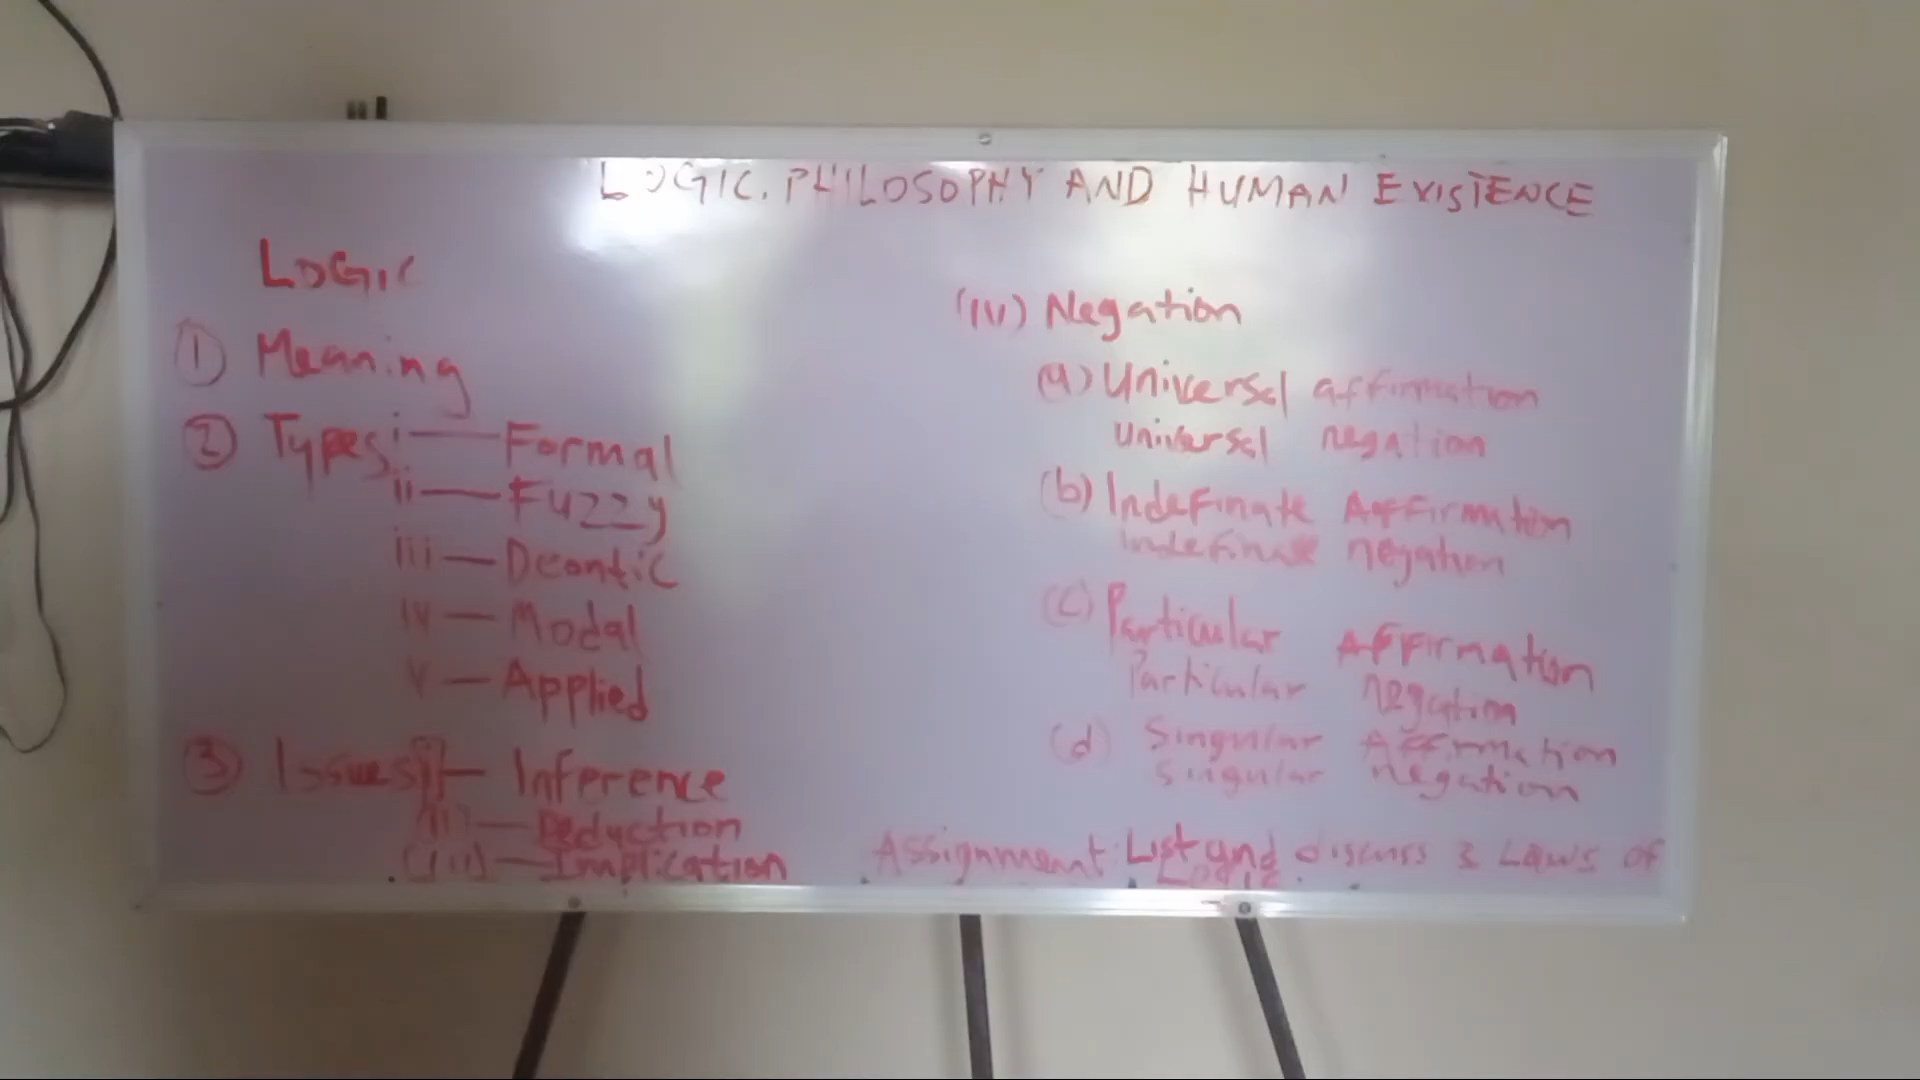 LOGIC, PHILOSOPHY AND HUMAN EXISTENCE
LOGIC
① Meaning
② Types i — Formal
ii — Fuzzy
iii — Deontic
iv — Modal
v — Applied
③ Issues (i) — Inference
(ii) — Deduction
(iii) — Implication
(iv) Negation
(a) Universal affirmation
Universal negation
(b) Indefinate Affirmation
Indefinate negation
(c) Particular Affirmation
Particular negation
(d) Singular Affirmation
Singular negation
Assignment: List and discuss 3 Laws of
Logic.